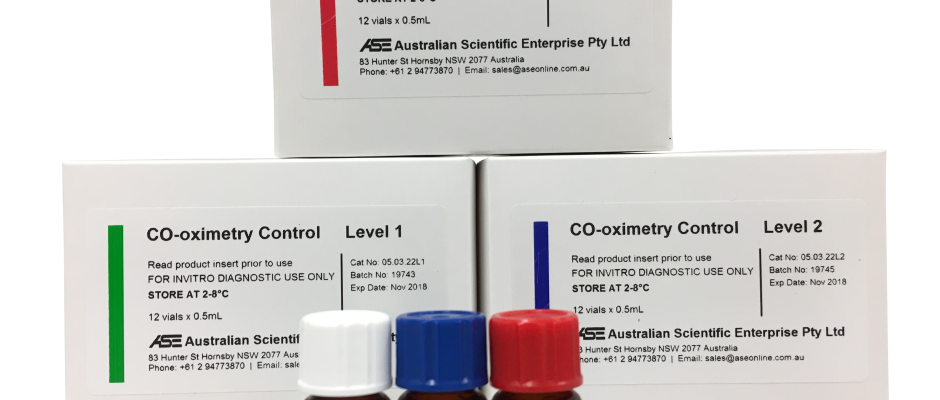 STORE AT 2-8°C
12 vials x 0.5mL
ASE Australian Scientific Enterprise Pty Ltd
83 Hunter St Hornsby NSW 2077 Australia
Phone: +61 2 94773870 | Email: sales@aseonline.com.au
CO-oximetry Control Level 1
Read product insert prior to use
FOR INVITRO DIAGNOSTIC USE ONLY
STORE AT 2-8°C
12 vials x 0.5mL
Cat No: 05.03.22L1
Batch No: 19743
Exp Date: Nov 2018
ASE Australian Scientif
83 Hunter St Hornsby NSW 2077 Aus
Phone: +61 2 94773870 | Email: sale
CO-oximetry Control Level 2
Read product insert prior to use
FOR INVITRO DIAGNOSTIC USE ONLY
STORE AT 2-8°C
12 vials x 0.5mL
Cat No: 05.03.22L2
Batch No: 19745
Exp Date: Nov 2018
ASE Australian Scientific Enterprise Pty Ltd
Hunter St Hornsby NSW 2077 Australia
hone: +61 2 94773870 | Email: sales@aseonline.com.au